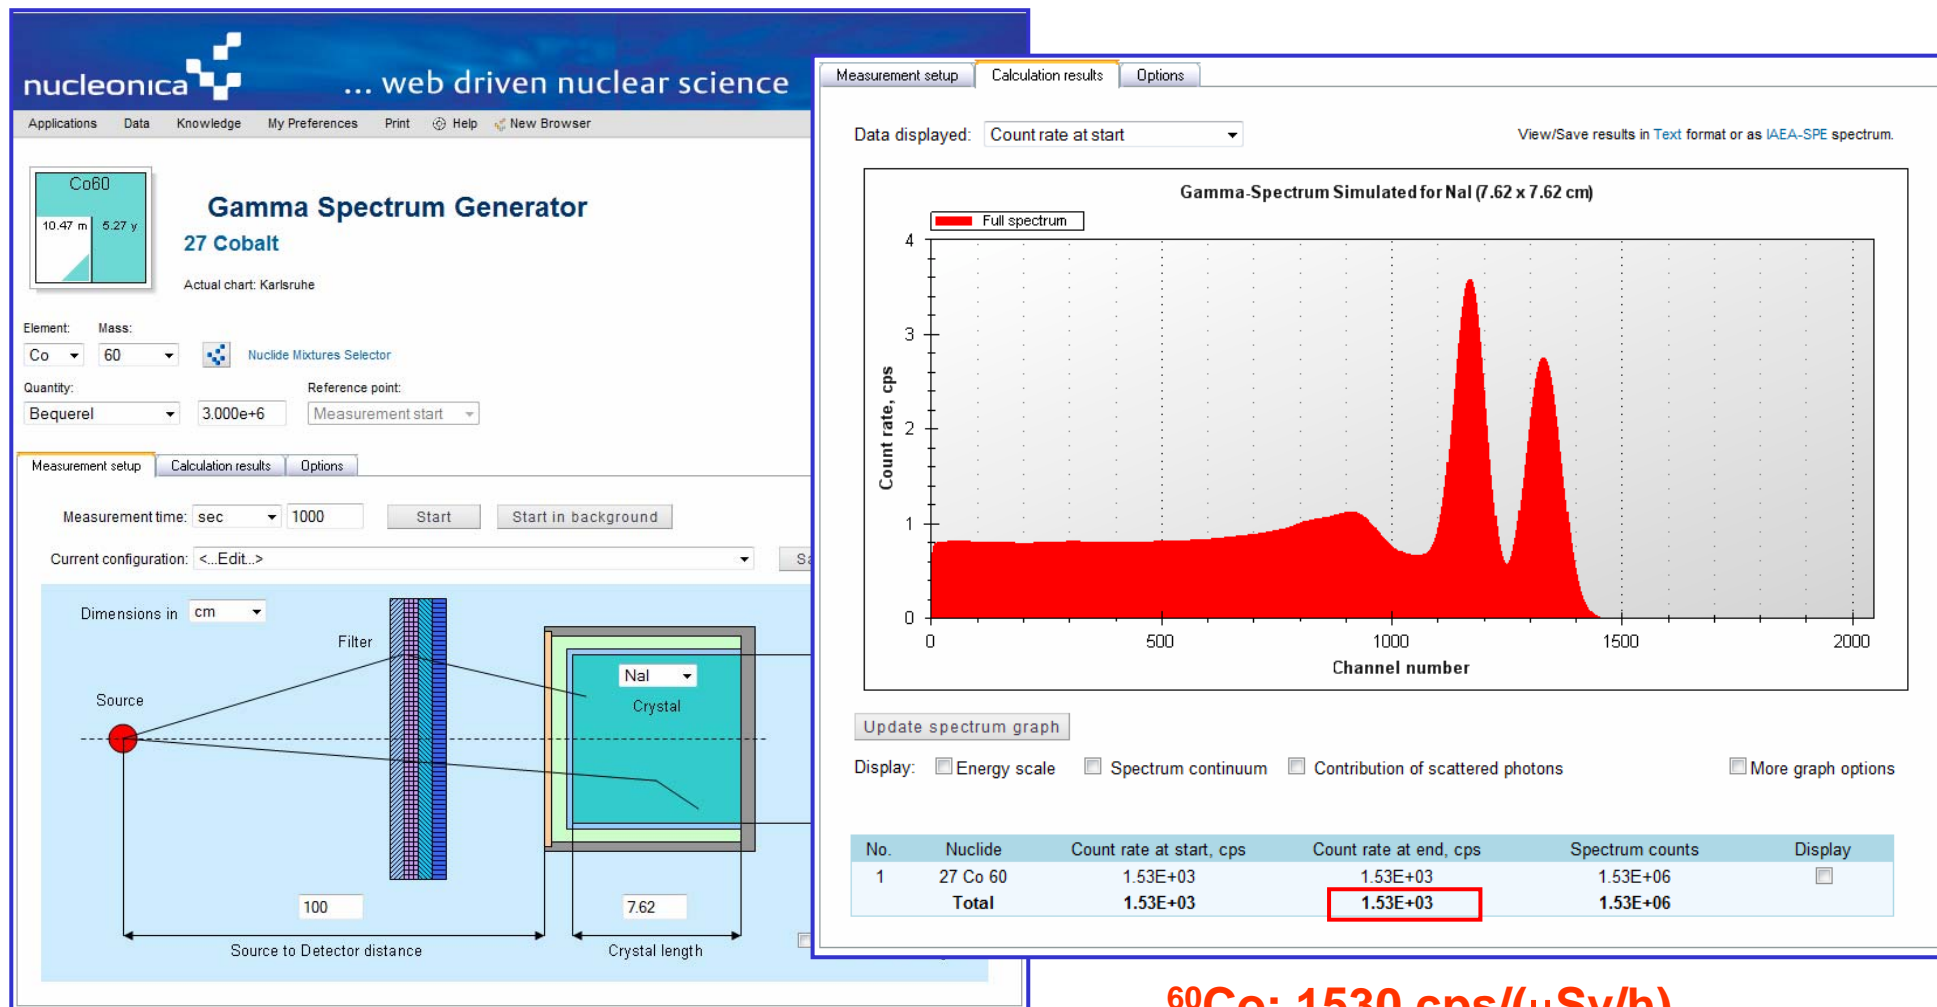 nucleonica
... web driven nuclear science
Applications Data Knowledge My Preferences Print Help New Browser
Co60
10.47 m 5.27 y
Gamma Spectrum Generator
27 Cobalt
Actual chart: Karlsruhe
Element: Mass:
Co 60 Nuclide Mixtures Selector
Quantity: Reference point:
Bequerel 3.000e+6 Measurement start
Measurement setup Calculation results Options
Measurement time: sec 1000 Start Start in background
Current configuration: <...Edit...>
Dimensions in cm
Filter
Source
NaI
Crystal
100
7.62
Source to Detector distance
Crystal length
Measurement setup Calculation results Options
Data displayed: Count rate at start
View/Save results in Text format or as IAEA-SPE spectrum.
Gamma-Spectrum Simulated for NaI (7.62 x 7.62 cm)
Full spectrum
4
3
2
1
0
Count rate, cps
0 500 1000 1500 2000
Channel number
Update spectrum graph
Display: Energy scale Spectrum continuum Contribution of scattered photons More graph options
No. Nuclide Count rate at start, cps Count rate at end, cps Spectrum counts Display
1 27 Co 60 1.53E+03 1.53E+03 1.53E+06
Total 1.53E+03 1.53E+03 1.53E+06
⁶⁰Co: 1530 cps/(µSv/h)